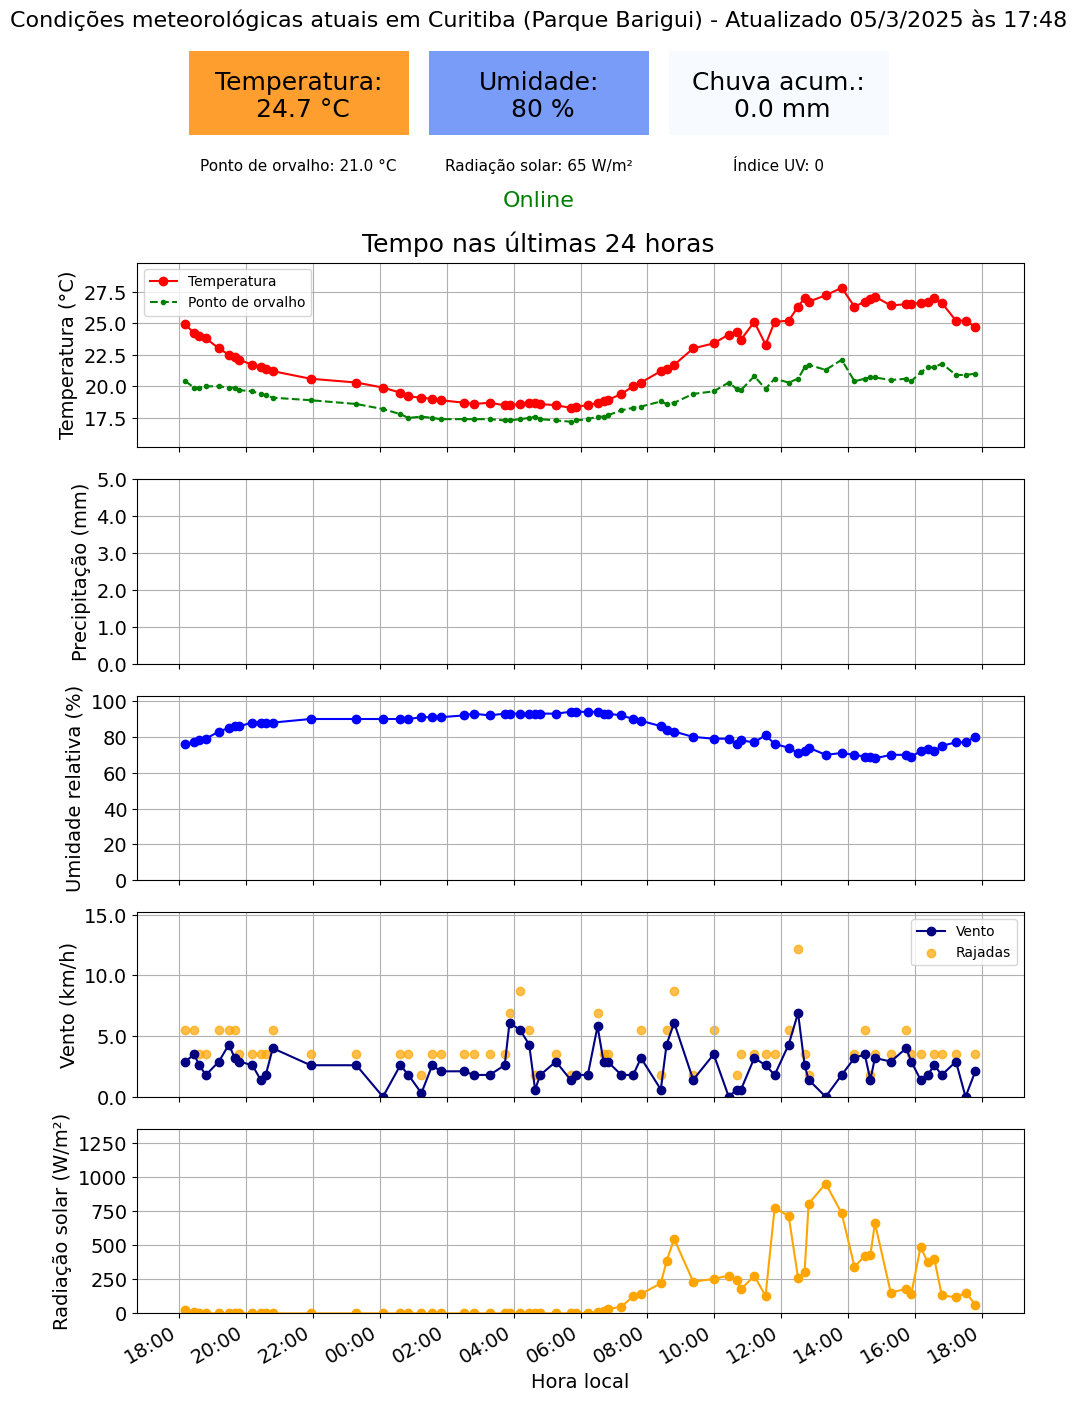 Condições meteorológicas atuais em Curitiba (Parque Barigui) - Atualizado 05/3/2025 às 17:48
Temperatura:
24.7 °C
Umidade:
80 %
Chuva acum.:
0.0 mm
Ponto de orvalho: 21.0 °C
Radiação solar: 65 W/m²
Índice UV: 0
Online
Tempo nas últimas 24 horas
Temperatura (°C)
27.5
25.0
22.5
20.0
17.5
Temperatura
Ponto de orvalho
Precipitação (mm)
5.0
4.0
3.0
2.0
1.0
0.0
Umidade relativa (%)
100
80
60
40
20
0
Vento (km/h)
15.0
10.0
5.0
0.0
Vento
Rajadas
Radiação solar (W/m²)
1250
1000
750
500
250
0
18:00
20:00
22:00
00:00
02:00
04:00
06:00
08:00
10:00
12:00
14:00
16:00
18:00
Hora local